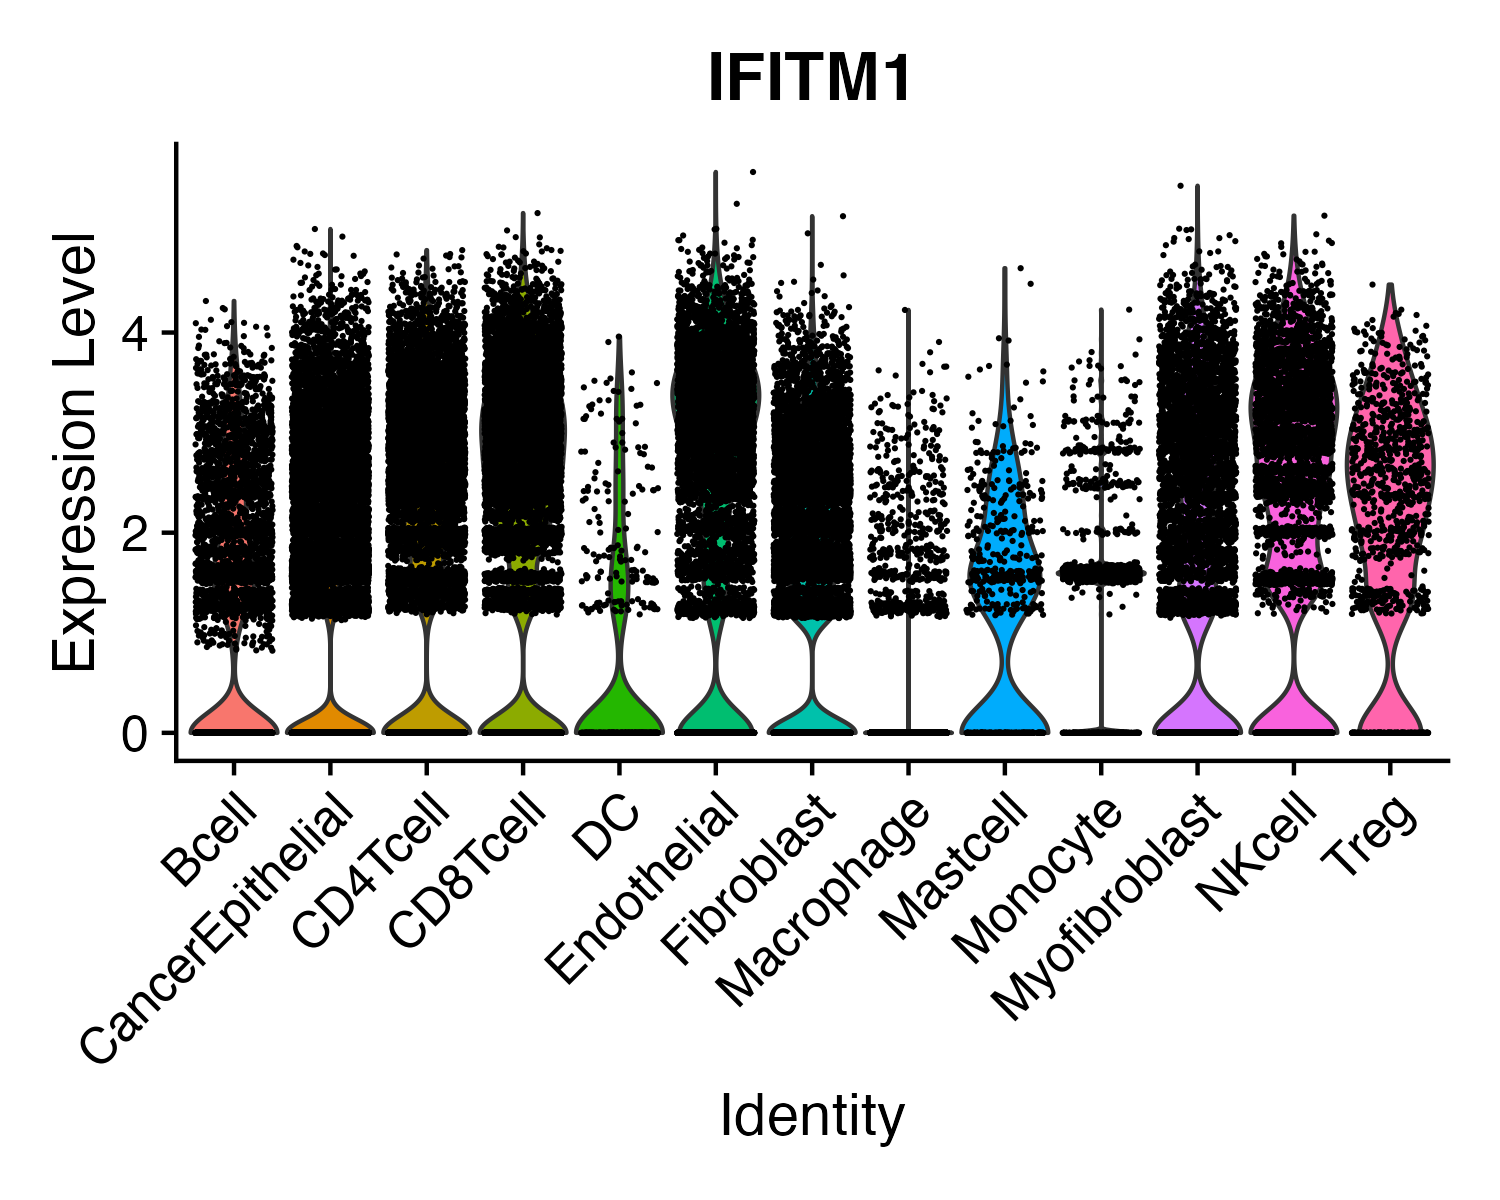 IFITM1
Expression Level
4
2
0
Bcell
CancerEpithelial
CD4Tcell
CD8Tcell
DC
Endothelial
Fibroblast
Macrophage
Mastcell
Monocyte
Myofibroblast
NKcell
Treg
Identity